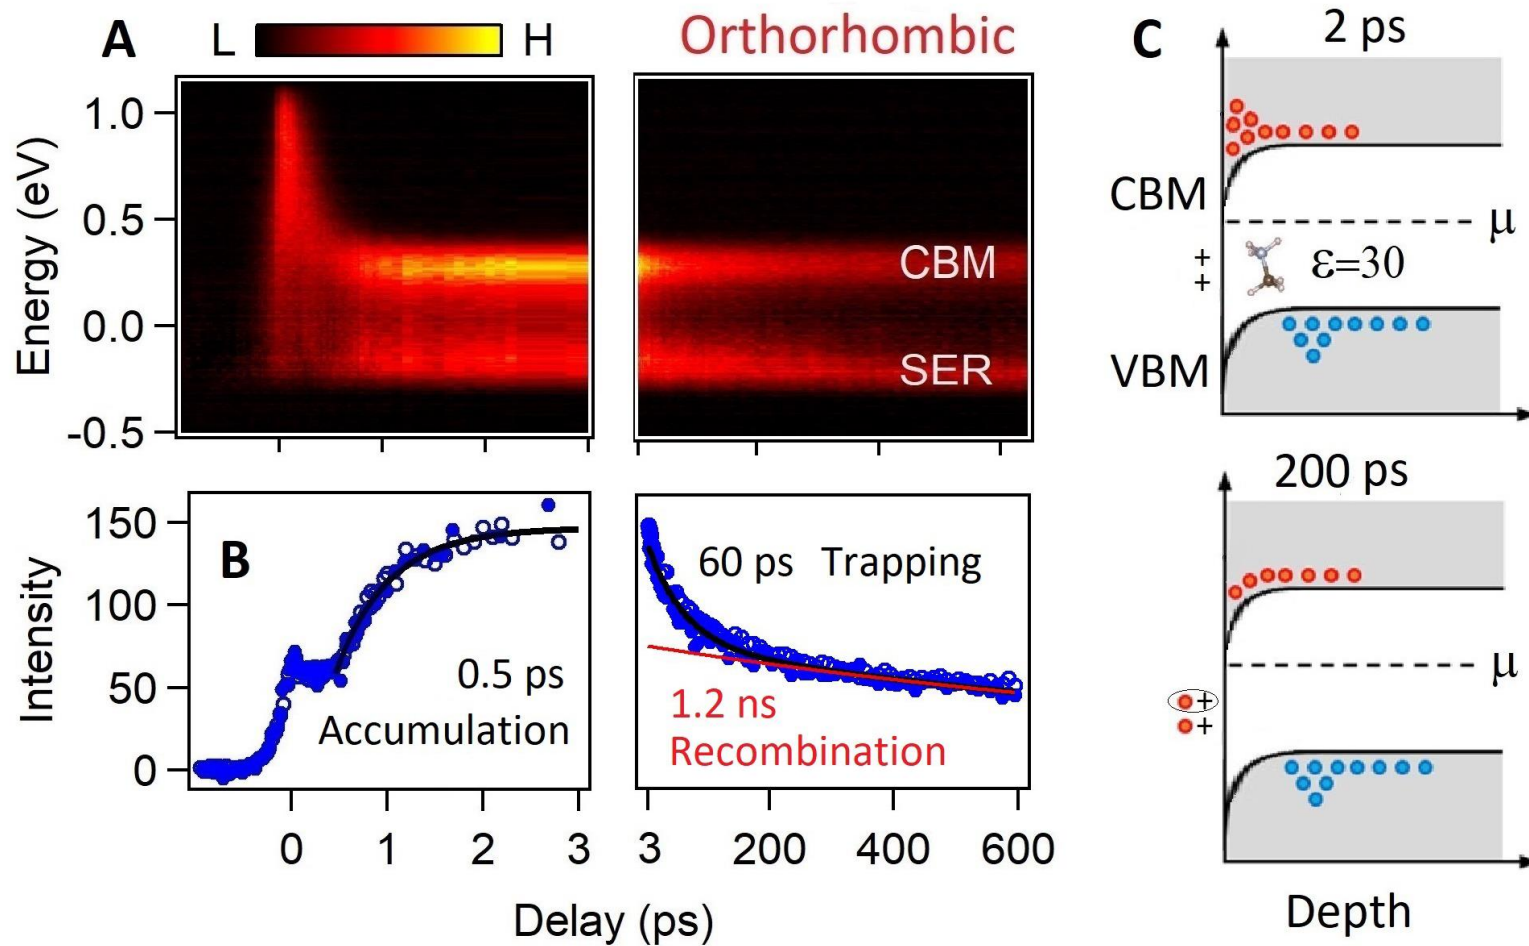 A
L
H
Orthorhombic
Energy (eV)
1.0
0.5
0.0
-0.5
CBM
SER
B
Intensity
150
100
50
0
0.5 ps
Accumulation
60 ps Trapping
1.2 ns
Recombination
0 1 2 3
3 200 400 600
Delay (ps)
C
2 ps
CBM
μ
+
+
ε=30
VBM
200 ps
μ
+
+
Depth